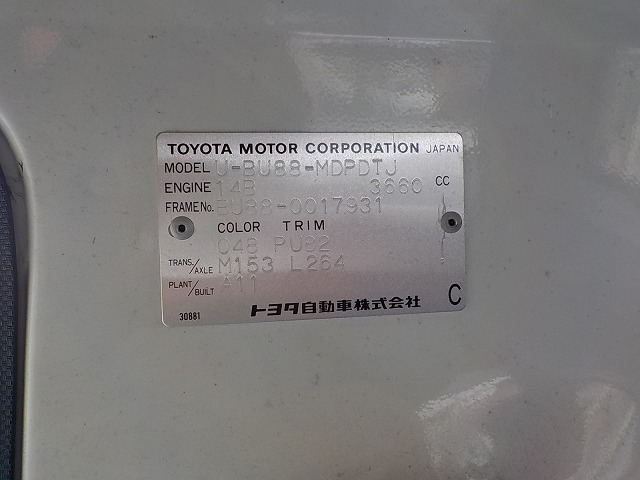 TOYOTA MOTOR CORPORATION JAPAN
MODEL U-BU88-MDPDTJ
ENGINE 14B 3660 CC
FRAME No. BU88-0017931
COLOR TRIM
048 PU82
TRANS./AXLE M153 L264
PLANT/BUILT A11
トヨタ自動車株式会社 C
30881